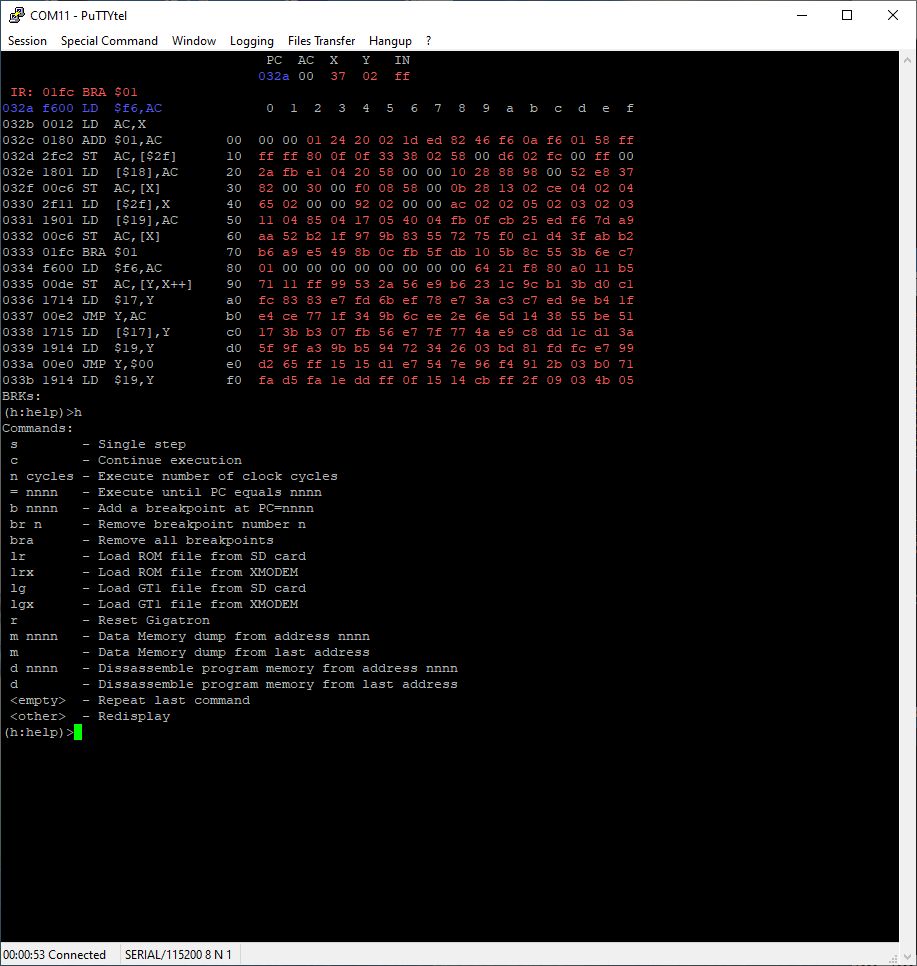 COM11 - PuTTYtel
Session Special Command Window Logging Files Transfer Hangup ?
PC AC X Y IN
032a 00 37 02 ff
IR: 01fc BRA $01
032a f600 LD $f6,AC 0 1 2 3 4 5 6 7 8 9 a b c d e f
032b 0012 LD AC,X
032c 0180 ADD $01,AC 00 00 00 01 24 20 02 1d ed 82 46 f6 0a f6 01 58 ff
032d 2fc2 ST AC,[$2f] 10 ff ff 80 0f 0f 33 38 02 58 00 d6 02 fc 00 ff 00
032e 1801 LD [$18],AC 20 2a fb e1 04 20 58 00 00 10 28 88 98 00 52 e8 37
032f 00c6 ST AC,[X] 30 82 00 30 00 f0 08 58 00 0b 28 13 02 ce 04 02 04
0330 2f11 LD [$2f],X 40 65 02 00 00 92 02 00 00 ac 02 02 05 02 03 02 03
0331 1901 LD [$19],AC 50 11 04 85 04 17 05 40 04 fb 0f cb 25 ed f6 7d a9
0332 00c6 ST AC,[X] 60 aa 52 b2 1f 97 9b 83 55 72 75 f0 c1 d4 3f ab b2
0333 01fc BRA $01 70 b6 a9 e5 49 8b 0c fb 5f db 10 5b 8c 55 3b 6e c7
0334 f600 LD $f6,AC 80 01 00 00 00 00 00 00 00 00 64 21 f8 80 a0 11 b5
0335 00de ST AC,[Y,X++] 90 71 11 ff 99 53 2a 56 e9 b6 23 1c 9c b1 3b d0 c1
0336 1714 LD $17,Y a0 fc 83 83 e7 fd 6b ef 78 e7 3a c3 c7 ed 9e b4 1f
0337 00e2 JMP Y,AC b0 e4 ce 77 1f 34 9b 6c ee 2e 6e 5d 14 38 55 be 51
0338 1715 LD [$17],Y c0 17 3b b3 07 fb 56 e7 7f 77 4a e9 c8 dd 1c d1 3a
0339 1914 LD $19,Y d0 5f 9f a3 9b b5 94 72 34 26 03 bd 81 fd fc e7 99
033a 00e0 JMP Y,$00 e0 d2 65 ff 15 15 d1 e7 54 7e 96 f4 91 2b 03 b0 71
033b 1914 LD $19,Y f0 fa d5 fa 1e dd ff 0f 15 14 cb ff 2f 09 03 4b 05
BRKs:
(h:help)>h
Commands:
s - Single step
c - Continue execution
n cycles - Execute number of clock cycles
= nnnn - Execute until PC equals nnnn
b nnnn - Add a breakpoint at PC=nnnn
br n - Remove breakpoint number n
bra - Remove all breakpoints
lr - Load ROM file from SD card
lrx - Load ROM file from XMODEM
lg - Load GT1 file from SD card
lgx - Load GT1 file from XMODEM
r - Reset Gigatron
m nnnn - Data Memory dump from address nnnn
m - Data Memory dump from last address
d nnnn - Dissassemble program memory from address nnnn
d - Dissassemble program memory from last address
<empty> - Repeat last command
<other> - Redisplay
(h:help)>
00:00:53 Connected SERIAL/115200 8 N 1